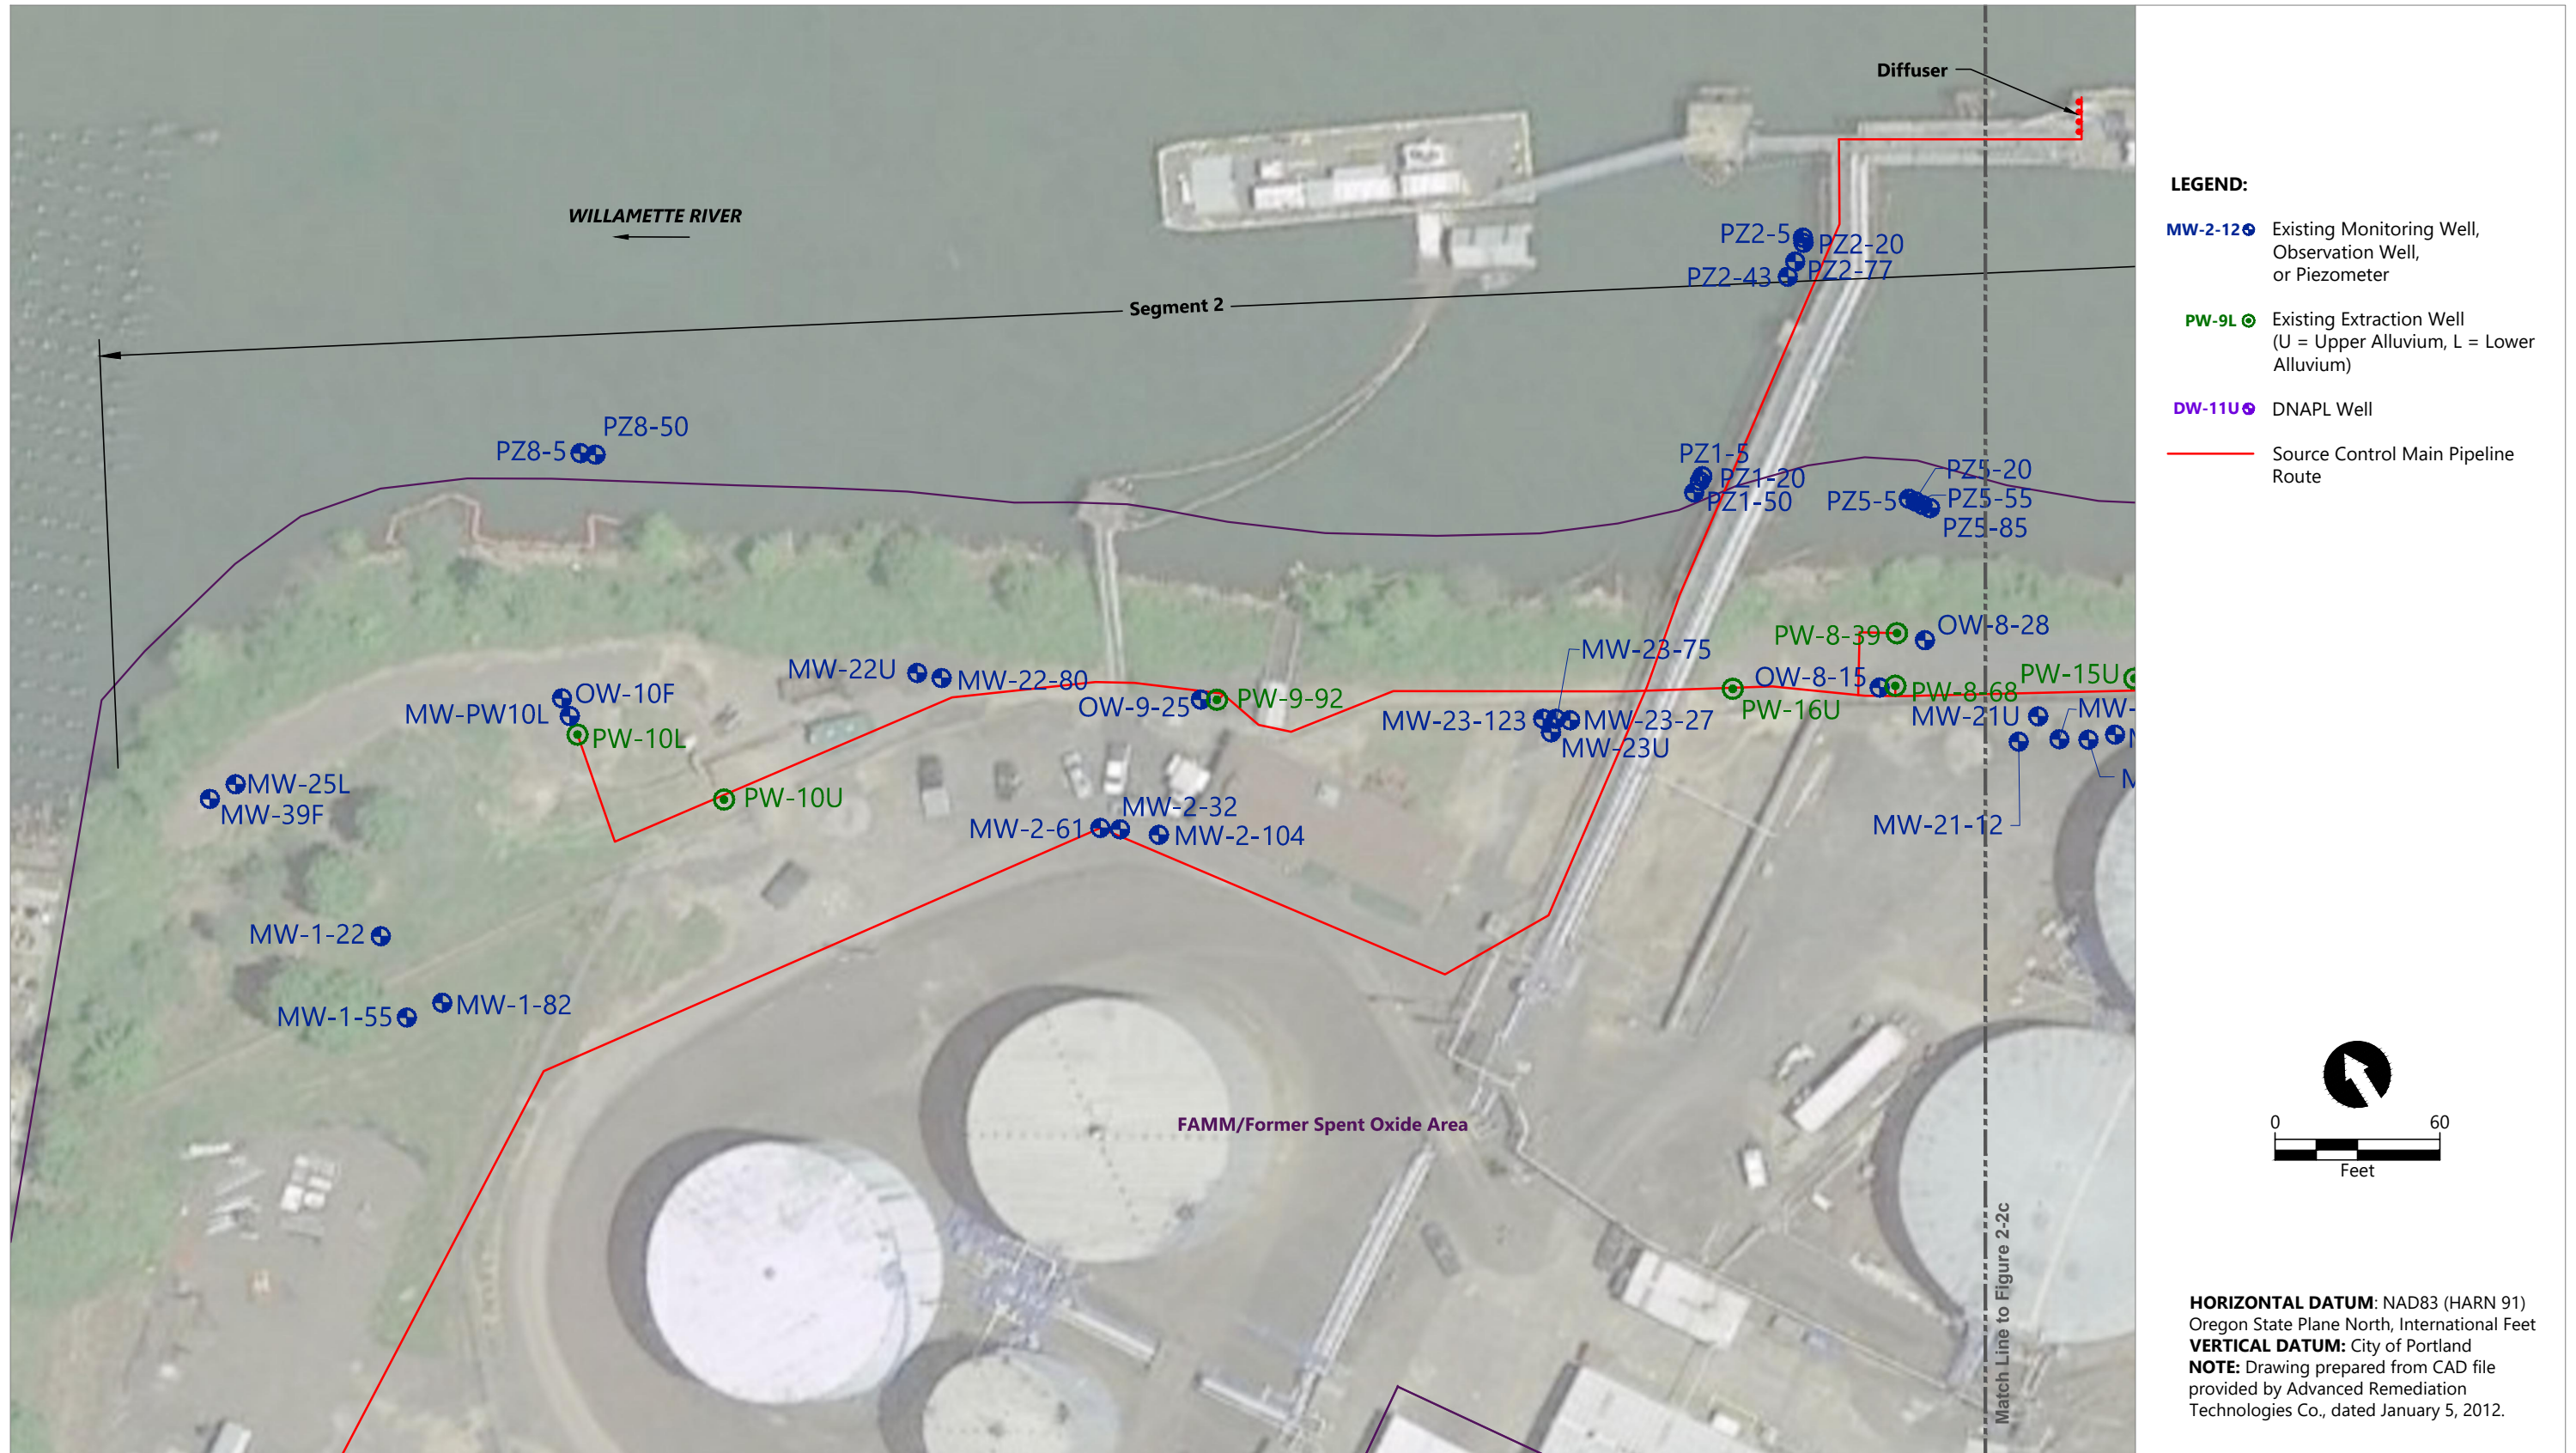 Diffuser
WILLAMETTE RIVER
PZ2-5
PZ2-20
PZ2-77
PZ2-43
Segment 2
PZ8-50
PZ8-5
PZ1-5
PZ1-20
PZ1-50
PZ5-20
PZ5-5
PZ5-55
PZ5-85
PW-8-39
OW-8-28
MW-23-75
MW-22U
MW-22-80
OW-8-15
PW-8-68
PW-15U
OW-10F
MW-PW10L
PW-10L
OW-9-25
PW-9-92
PW-16U
MW-23-123
MW-23-27
MW-23U
MW-21U
MW-
M
MW-25L
MW-39F
PW-10U
MW-2-32
MW-2-61
MW-2-104
MW-21-12
MW-1-22
MW-1-55
MW-1-82
FAMM/Former Spent Oxide Area
Match Line to Figure 2-2c
LEGEND:
MW-2-12 Existing Monitoring Well,
Observation Well,
or Piezometer
PW-9L Existing Extraction Well
(U = Upper Alluvium, L = Lower
Alluvium)
DW-11U DNAPL Well
Source Control Main Pipeline
Route
0 60
Feet
HORIZONTAL DATUM: NAD83 (HARN 91)
Oregon State Plane North, International Feet
VERTICAL DATUM: City of Portland
NOTE: Drawing prepared from CAD file
provided by Advanced Remediation
Technologies Co., dated January 5, 2012.